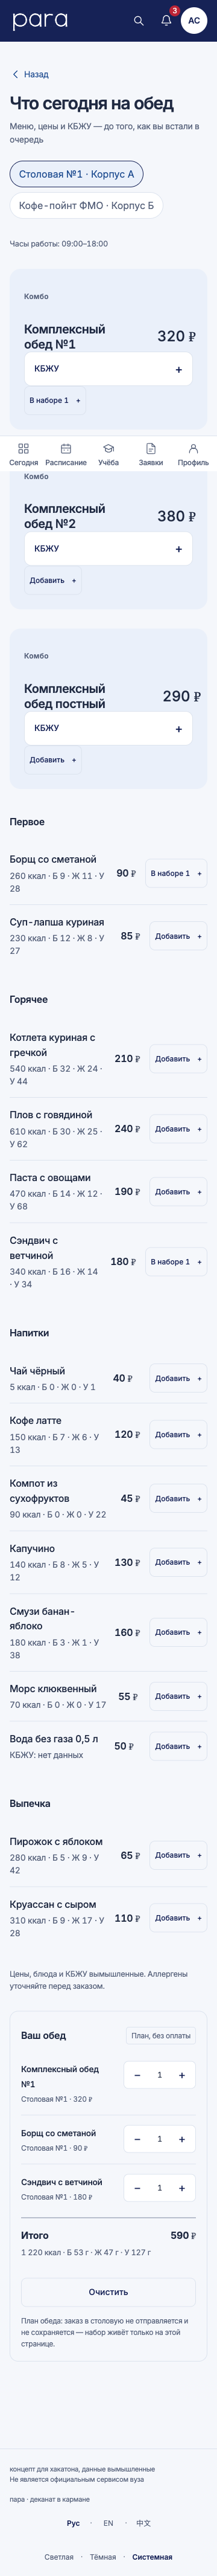 para
3
АС
Назад
Что сегодня на обед
Меню, цены и КБЖУ — до того, как вы встали в
очередь
Столовая №1 · Корпус А
Кофе-пойнт ФМО · Корпус Б
Часы работы: 09:00–18:00
Комбо
Комплексный
обед №1
320 ₽
КБЖУ +
В наборе 1 +
Сегодня Расписание Учёба Заявки Профиль
Комбо
Комплексный
обед №2
380 ₽
КБЖУ +
Добавить +
Комбо
Комплексный
обед постный
290 ₽
КБЖУ +
Добавить +
Первое
Борщ со сметаной
260 ккал · Б 9 · Ж 11 · У
28
90 ₽
В наборе 1 +
Суп-лапша куриная
230 ккал · Б 12 · Ж 8 · У
27
85 ₽
Добавить +
Горячее
Котлета куриная с
гречкой
540 ккал · Б 32 · Ж 24 ·
У 44
210 ₽
Добавить +
Плов с говядиной
610 ккал · Б 30 · Ж 25 ·
У 62
240 ₽
Добавить +
Паста с овощами
470 ккал · Б 14 · Ж 12 ·
У 68
190 ₽
Добавить +
Сэндвич с
ветчиной
340 ккал · Б 16 · Ж 14
· У 34
180 ₽
В наборе 1 +
Напитки
Чай чёрный
5 ккал · Б 0 · Ж 0 · У 1
40 ₽
Добавить +
Кофе латте
150 ккал · Б 7 · Ж 6 · У
13
120 ₽
Добавить +
Компот из
сухофруктов
90 ккал · Б 0 · Ж 0 · У 22
45 ₽
Добавить +
Капучино
140 ккал · Б 8 · Ж 5 · У
12
130 ₽
Добавить +
Смузи банан-
яблоко
180 ккал · Б 3 · Ж 1 · У
38
160 ₽
Добавить +
Морс клюквенный
70 ккал · Б 0 · Ж 0 · У 17
55 ₽
Добавить +
Вода без газа 0,5 л
КБЖУ: нет данных
50 ₽
Добавить +
Выпечка
Пирожок с яблоком
280 ккал · Б 5 · Ж 9 · У
42
65 ₽
Добавить +
Круассан с сыром
310 ккал · Б 9 · Ж 17 · У
28
110 ₽
Добавить +
Цены, блюда и КБЖУ вымышленные. Аллергены
уточняйте перед заказом.
Ваш обед
План, без оплаты
Комплексный обед
№1
Столовая №1 · 320 ₽
− 1 +
Борщ со сметаной
Столовая №1 · 90 ₽
− 1 +
Сэндвич с ветчиной
Столовая №1 · 180 ₽
− 1 +
Итого 590 ₽
1 220 ккал · Б 53 г · Ж 47 г · У 127 г
Очистить
План обеда: заказ в столовую не отправляется и
не сохраняется — набор живёт только на этой
странице.
концепт для хакатона, данные вымышленные
Не является официальным сервисом вуза
пара · деканат в кармане
Рус · EN · 中文
Светлая · Тёмная · Системная